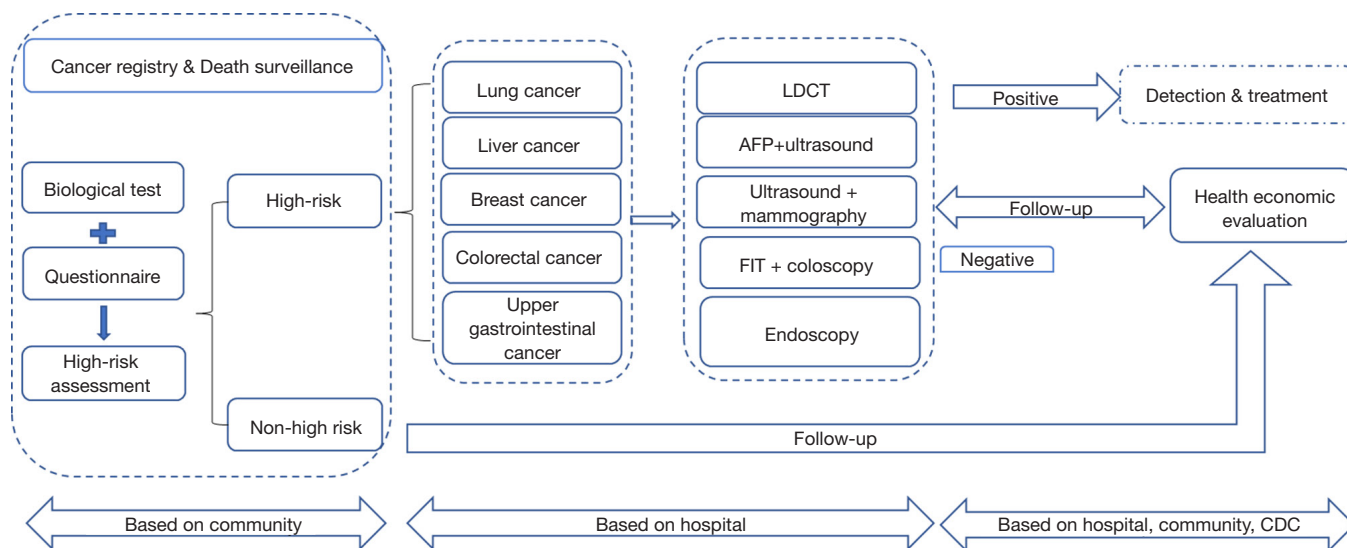 Cancer registry & Death surveillance
Biological test
Questionnaire
High-risk
assessment
High-risk
Non-high risk
Lung cancer
Liver cancer
Breast cancer
Colorectal cancer
Upper
gastrointestinal
cancer
LDCT
AFP+ultrasound
Ultrasound +
mammography
FIT + coloscopy
Endoscopy
Positive
Detection & treatment
Follow-up
Negative
Health economic
evaluation
Follow-up
Based on community
Based on hospital
Based on hospital, community, CDC